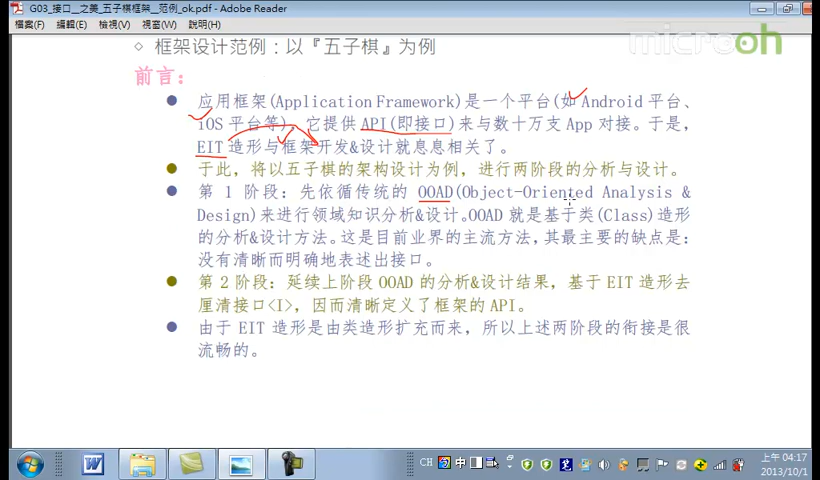 G03_接口__之美_五子棋框架__范例_ok.pdf - Adobe Reader
檔案(F) 編輯(E) 檢視(V) 視窗(W) 說明(H)
microoh
◇ 框架设计范例：以『五子棋』为例
前言：
● 应用框架(Application Framework)是一个平台(如 Android 平台、
iOS 平台等)，它提供 API(即接口)来与数十万支 App 对接。于是，
EIT 造形与框架开发&设计就息息相关了。
● 于此，将以五子棋的架构设计为例，进行两阶段的分析与设计。
● 第 1 阶段：先依循传统的 OOAD(Object-Oriented Analysis &
Design)来进行领域知识分析&设计。OOAD 就是基于类(Class)造形
的分析&设计方法。这是目前业界的主流方法，其最主要的缺点是：
没有清晰而明确地表述出接口。
● 第 2 阶段：延续上阶段 OOAD 的分析&设计结果，基于 EIT 造形去
厘清接口<I>，因而清晰定义了框架的 API。
● 由于 EIT 造形是由类造形扩充而来，所以上述两阶段的衔接是很
流畅的。
CH 中
上午 04:17
2013/10/1